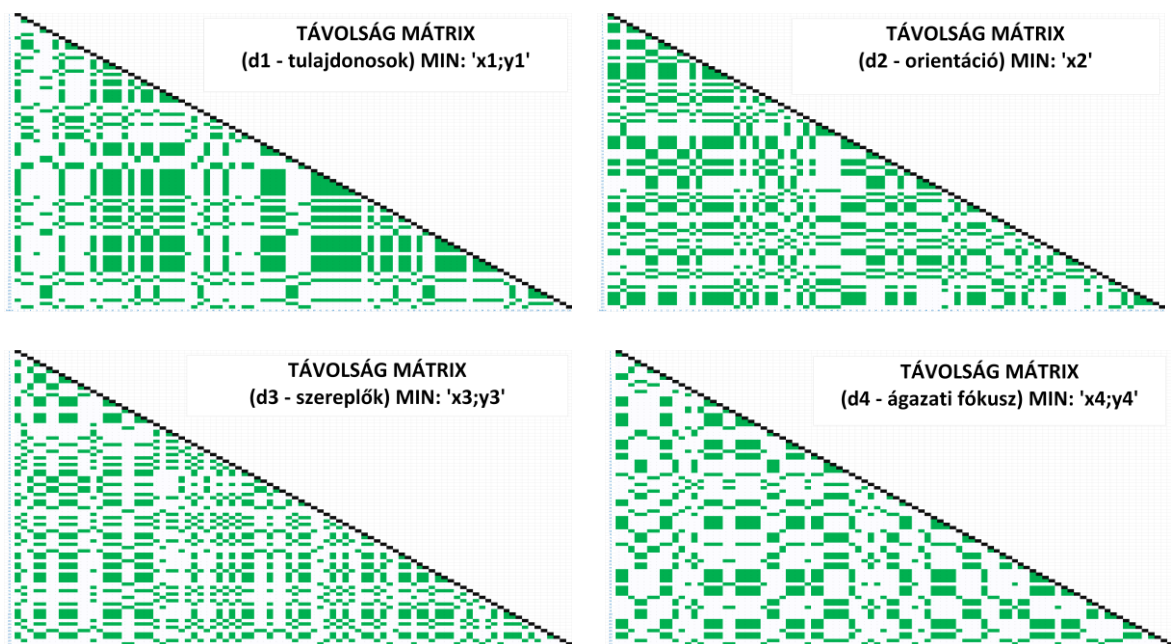 TÁVOLSÁG MÁTRIX
(d1 - tulajdonosok) MIN: 'x1;y1'
TÁVOLSÁG MÁTRIX
(d2 - orientáció) MIN: 'x2'
TÁVOLSÁG MÁTRIX
(d3 - szereplők) MIN: 'x3;y3'
TÁVOLSÁG MÁTRIX
(d4 - ágazati fókusz) MIN: 'x4;y4'